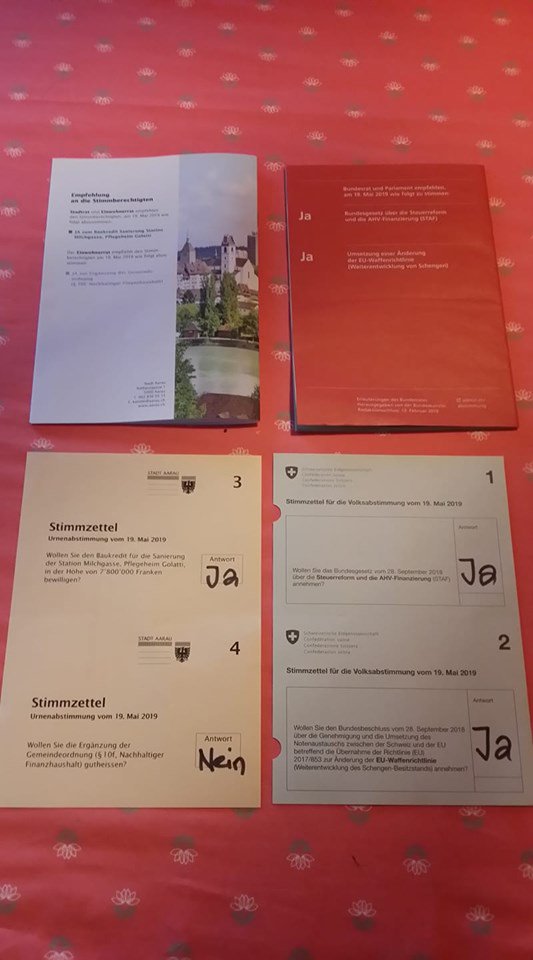 Empfehlung
an die Stimmberechtigten
Stadtrat und Einwohnerrat empfehlen
den Stimmberechtigten, am 19. Mai 2019 wie
folgt abzustimmen:
JA zum Baukredit Sanierung Station
Milchgasse, Pflegeheim Golatti
Der Einwohnerrat empfiehlt den Stimm-
berechtigten am 19. Mai 2019 wie folgt abzu-
stimmen:
JA zur Ergänzung der Gemeinde-
ordnung
(§ 10f, Nachhaltiger Finanzhaushalt)
Stadt Aarau
Rathausgasse 1
5000 Aarau
www.aarau.ch
Bundesrat und Parlament empfehlen,
am 19. Mai 2019 wie folgt zu stimmen:
Ja
Bundesgesetz über die Steuerreform
und die AHV-Finanzierung (STAF)
Ja
Umsetzung einer Änderung
der EU-Waffenrichtlinie
(Weiterentwicklung von Schengen)
Erläuterungen des Bundesrates
Herausgegeben von der Bundeskanzlei
Redaktionsschluss: 13. Februar 2019
admin.ch/
abstimmung
STADT AARAU
3
Stimmzettel
Urnenabstimmung vom 19. Mai 2019
Wollen Sie den Baukredit für die Sanierung
der Station Milchgasse, Pflegeheim Golatti,
in der Höhe von 7'800'000 Franken
bewilligen?
Antwort
Ja
STADT AARAU
4
Stimmzettel
Urnenabstimmung vom 19. Mai 2019
Wollen Sie die Ergänzung der
Gemeindeordnung (§ 10f, Nachhaltiger
Finanzhaushalt) gutheissen?
Antwort
Nein
Schweizerische Eidgenossenschaft
Confédération suisse
Confederazione Svizzera
Confederaziun svizra
1
Stimmzettel für die Volksabstimmung vom 19. Mai 2019
Wollen Sie das Bundesgesetz vom 28. September 2018
über die Steuerreform und die AHV-Finanzierung (STAF)
annehmen?
Antwort
Ja
Schweizerische Eidgenossenschaft
Confédération suisse
Confederazione Svizzera
Confederaziun svizra
2
Stimmzettel für die Volksabstimmung vom 19. Mai 2019
Wollen Sie den Bundesbeschluss vom 28. September 2018
über die Genehmigung und die Umsetzung des
Notenaustauschs zwischen der Schweiz und der EU
betreffend die Übernahme der Richtlinie (EU)
2017/853 zur Änderung der EU-Waffenrichtlinie
(Weiterentwicklung des Schengen-Besitzstands) annehmen?
Antwort
Ja